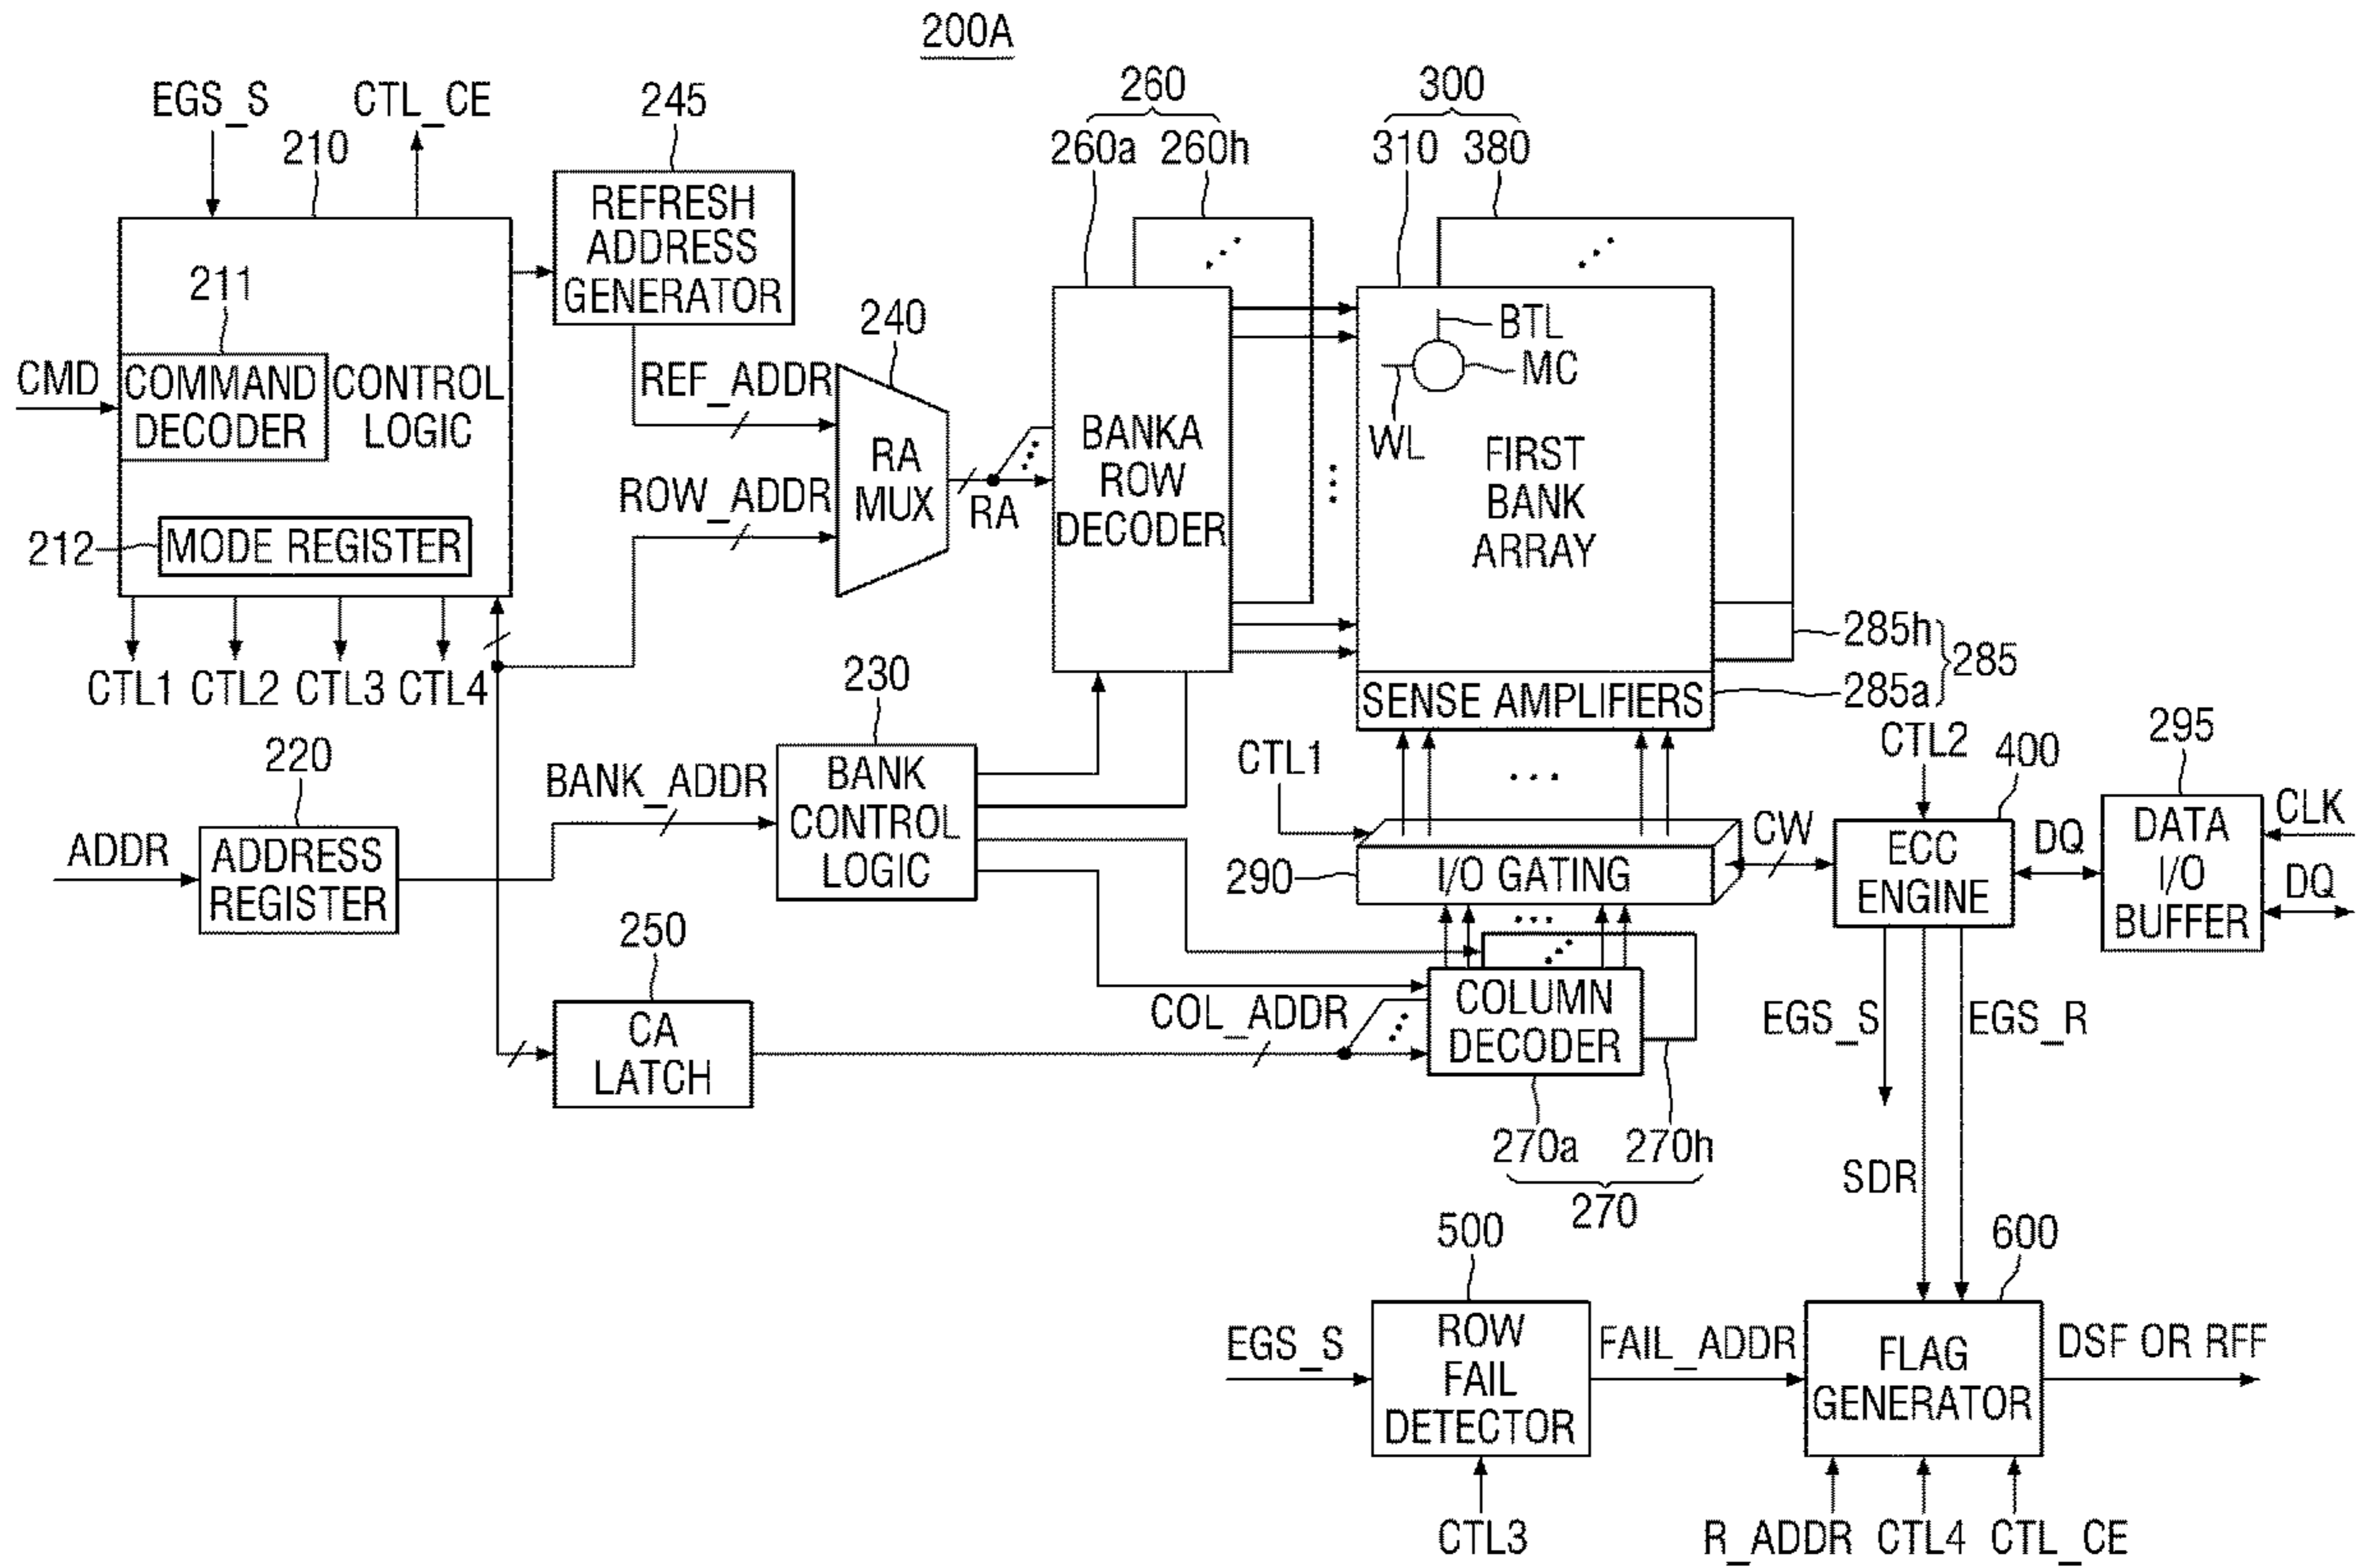 200A
EGS_S
CTL_CE
210
245
260
260a 260h
300
310 380
REFRESH
ADDRESS
GENERATOR
211
CMD
COMMAND
DECODER
CONTROL
LOGIC
212
MODE REGISTER
REF_ADDR
240
ROW_ADDR
RA
MUX
RA
BANKA
ROW
DECODER
BTL
MC
WL
FIRST
BANK
ARRAY
285h
285a
285
SENSE AMPLIFIERS
CTL1 CTL2 CTL3 CTL4
230
220
ADDR
ADDRESS
REGISTER
BANK_ADDR
BANK
CONTROL
LOGIC
CTL1
290
I/O GATING
CW
CTL2
400
ECC
ENGINE
DQ
295
DATA
I/O
BUFFER
CLK
DQ
250
CA
LATCH
COL_ADDR
COLUMN
DECODER
270a 270h
270
EGS_S
EGS_R
SDR
500
600
EGS_S
ROW
FAIL
DETECTOR
FAIL_ADDR
FLAG
GENERATOR
DSF OR RFF
CTL3
R_ADDR CTL4 CTL_CE